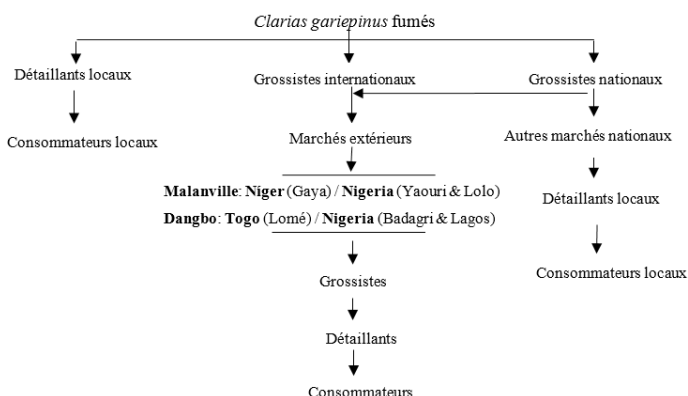 Clarias gariepinus fumés
Détaillants locaux
Grossistes internationaux
Grossistes nationaux
Consommateurs locaux
Marchés extérieurs
Autres marchés nationaux
Malanville: Niger (Gaya) / Nigeria (Yaouri & Lolo)
Dangbo: Togo (Lomé) / Nigeria (Badagri & Lagos)
Détaillants locaux
Grossistes
Consommateurs locaux
Détaillants
Consommateurs